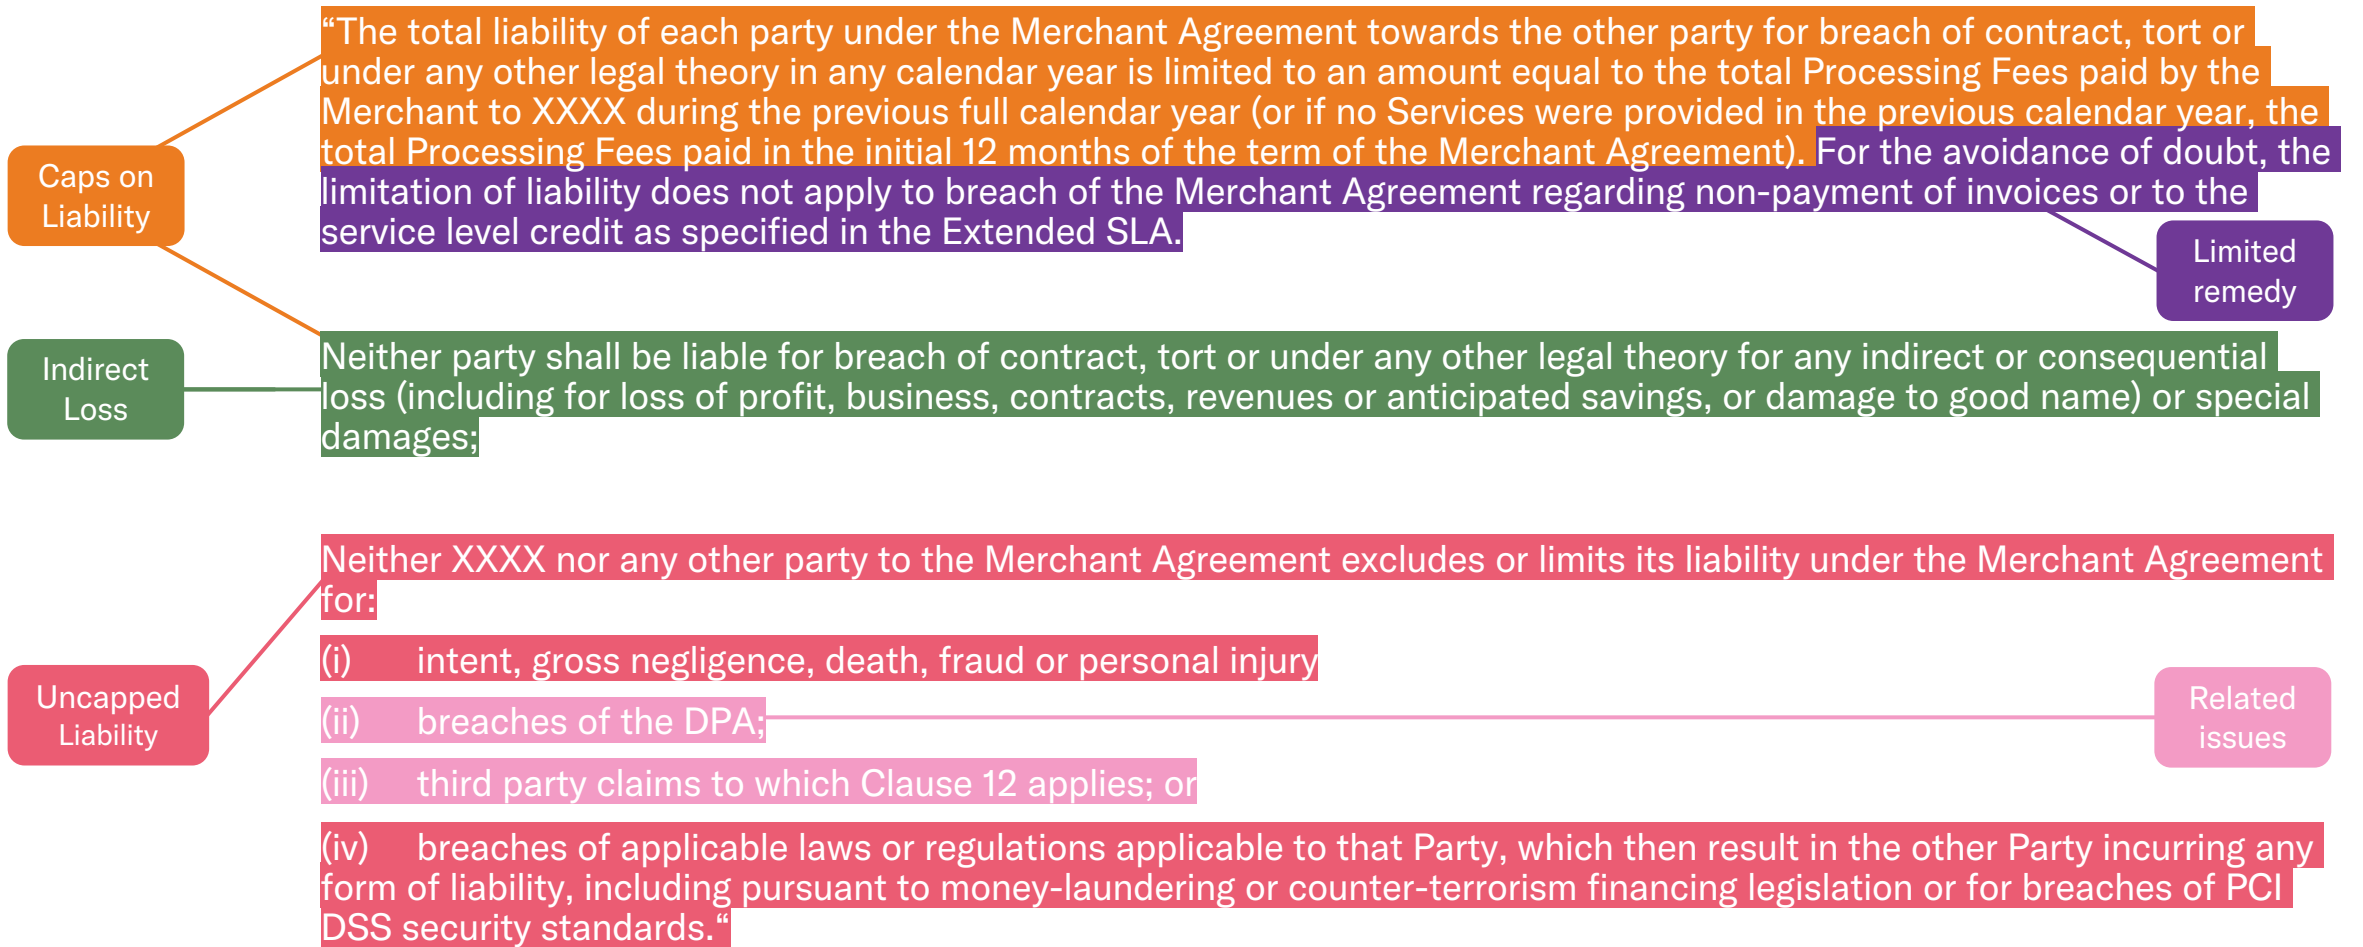 “The total liability of each party under the Merchant Agreement towards the other party for breach of contract, tort or
under any other legal theory in any calendar year is limited to an amount equal to the total Processing Fees paid by the
Merchant to XXXX during the previous full calendar year (or if no Services were provided in the previous calendar year, the
total Processing Fees paid in the initial 12 months of the term of the Merchant Agreement). For the avoidance of doubt, the
limitation of liability does not apply to breach of the Merchant Agreement regarding non-payment of invoices or to the
service level credit as specified in the Extended SLA.
Caps on
Liability
Limited
remedy
Indirect
Loss
Neither party shall be liable for breach of contract, tort or under any other legal theory for any indirect or consequential
loss (including for loss of profit, business, contracts, revenues or anticipated savings, or damage to good name) or special
damages;
Neither XXXX nor any other party to the Merchant Agreement excludes or limits its liability under the Merchant Agreement
for:
(i) intent, gross negligence, death, fraud or personal injury
Uncapped
Liability
(ii) breaches of the DPA;
Related
issues
(iii) third party claims to which Clause 12 applies; or
(iv) breaches of applicable laws or regulations applicable to that Party, which then result in the other Party incurring any
form of liability, including pursuant to money-laundering or counter-terrorism financing legislation or for breaches of PCI
DSS security standards.“